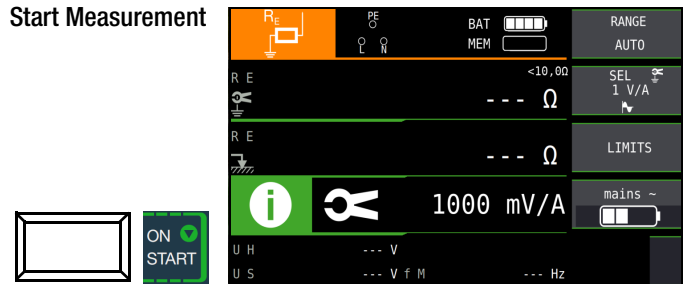 Start Measurement
ON
START
RE
PE
L N
BAT
MEM
RANGE
AUTO
R E
<10,0Ω
--- Ω
SEL
1 V/A
R E
--- Ω
LIMITS
i
1000 mV/A
mains ~
U H --- V
U S --- V f M --- Hz